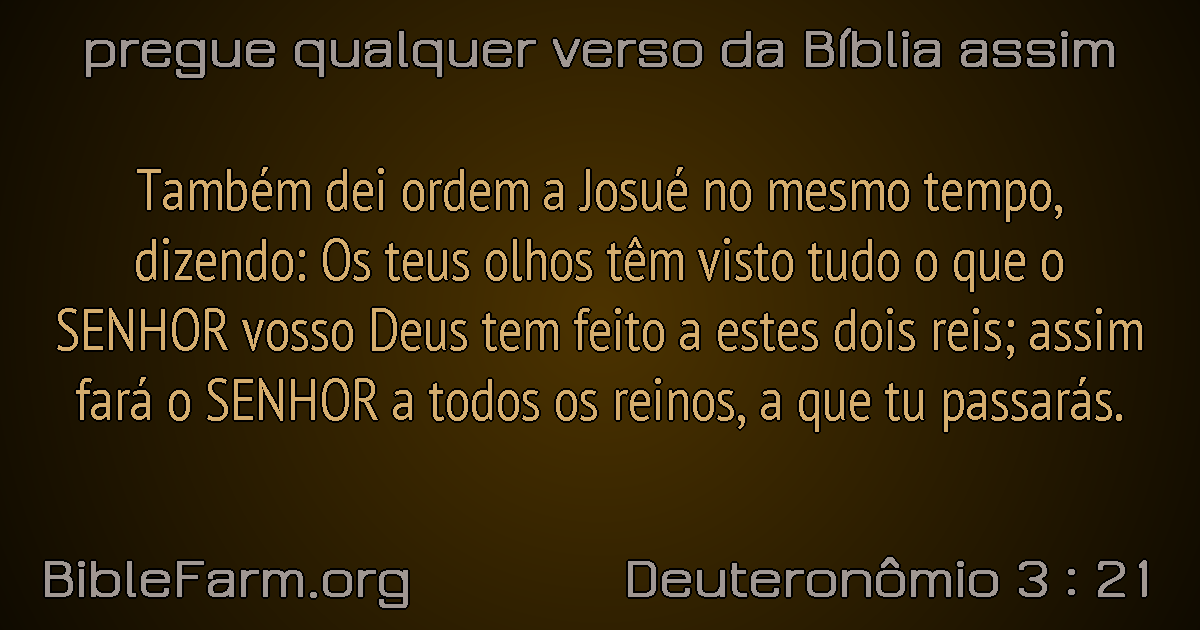 pregue qualquer verso da Bíblia assim
Também dei ordem a Josué no mesmo tempo,
dizendo: Os teus olhos têm visto tudo o que o
SENHOR vosso Deus tem feito a estes dois reis; assim
fará o SENHOR a todos os reinos, a que tu passarás.
BibleFarm.org
Deuteronômio 3 : 21